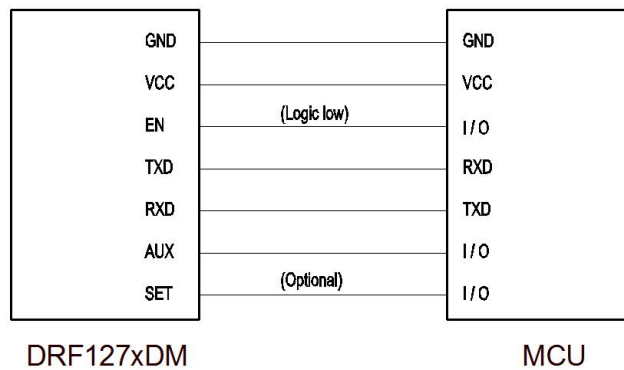 GND GND
VCC VCC
(Logic low)
EN I/O
TXD RXD
RXD TXD
AUX I/O
(Optional)
SET I/O
DRF127xDM MCU